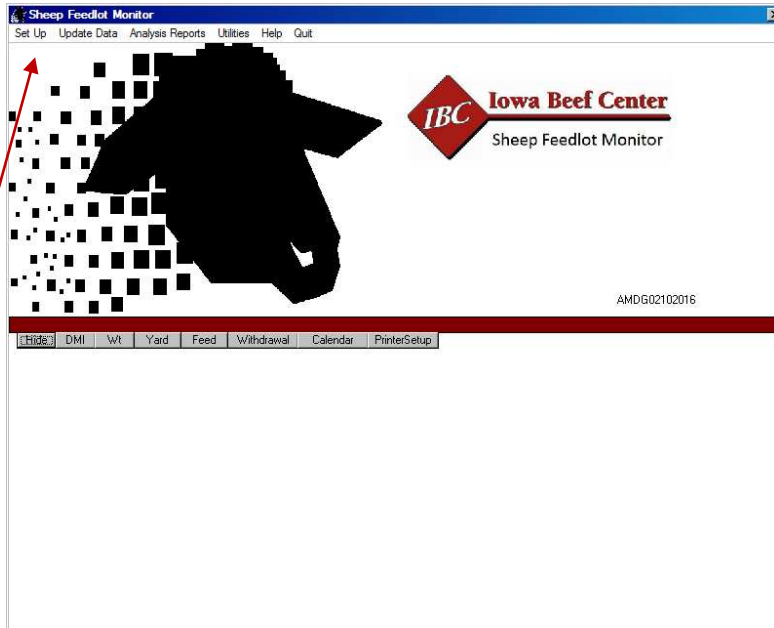 Sheep Feedlot Monitor
Set Up Update Data Analysis Reports Utilities Help Quit
IBC
Iowa Beef Center
Sheep Feedlot Monitor
AMDG02102016
Hide DMI Wt Yard Feed Withdrawal Calendar PrinterSetup